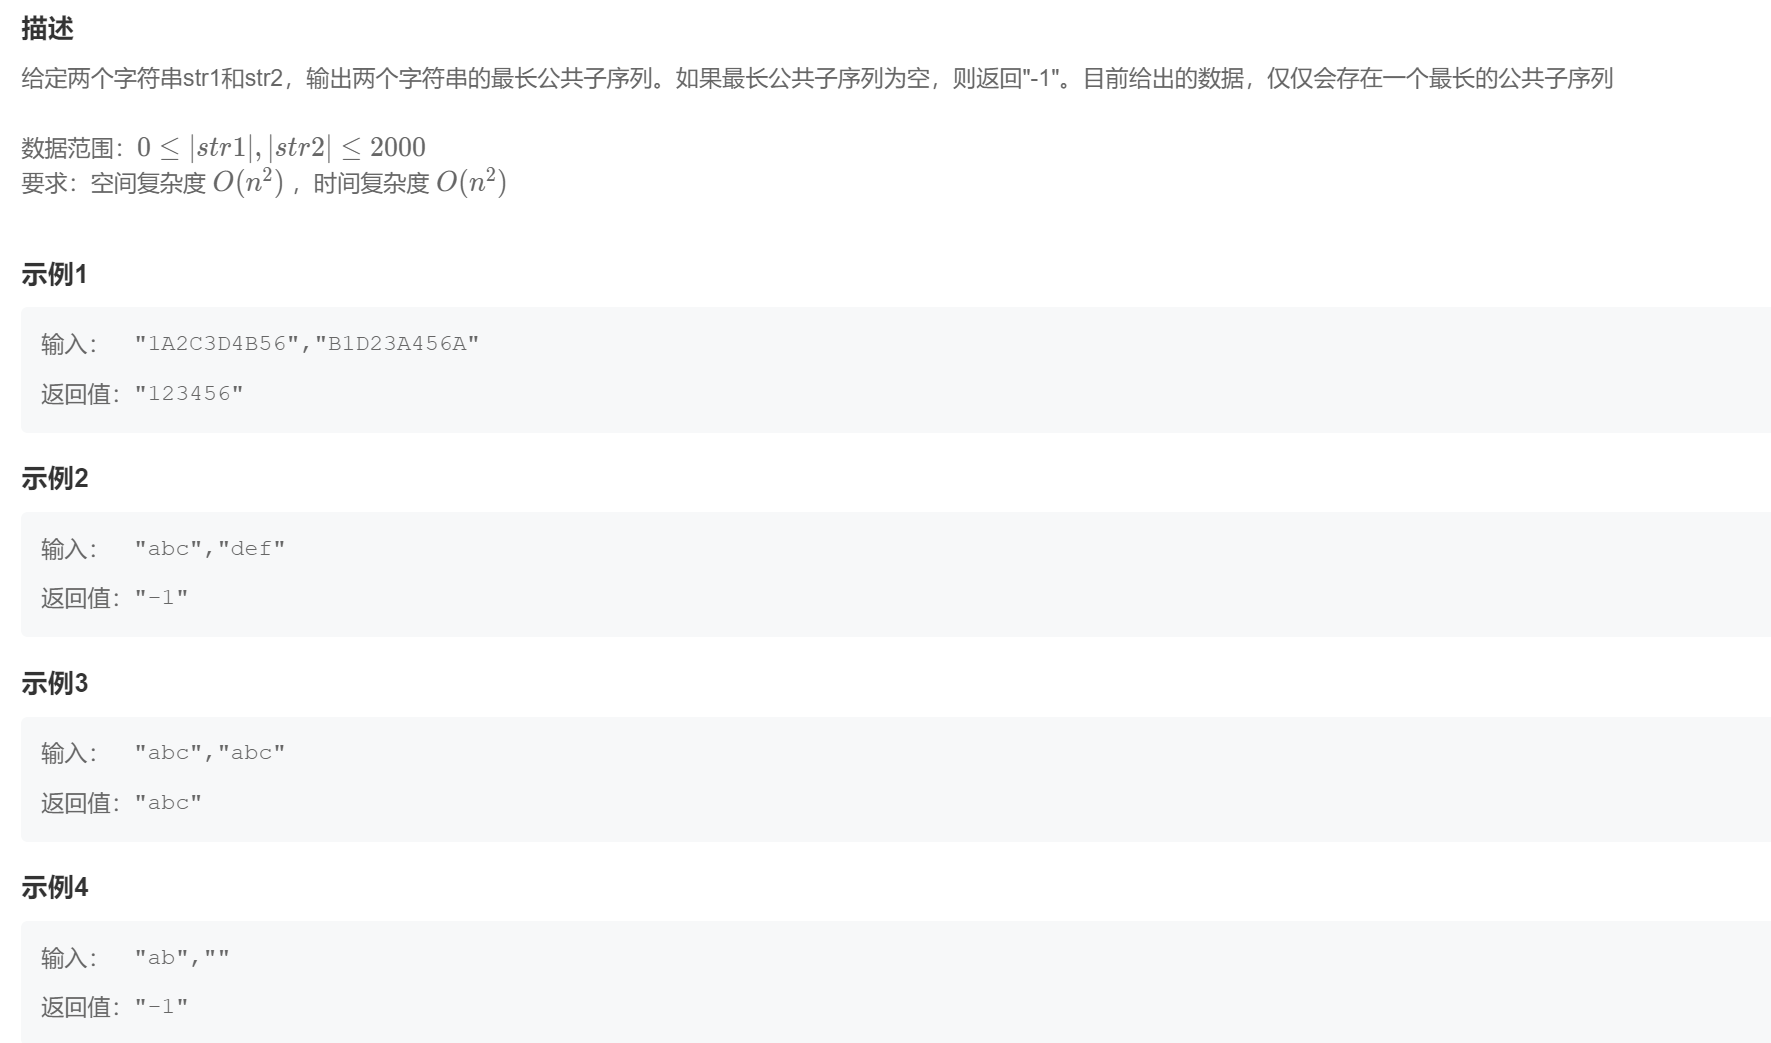 描述
给定两个字符串str1和str2，输出两个字符串的最长公共子序列。如果最长公共子序列为空，则返回"-1"。目前给出的数据，仅仅会存在一个最长的公共子序列
数据范围：0 ≤ |str1|, |str2| ≤ 2000
要求：空间复杂度 O(n²) ，时间复杂度 O(n²)
示例1
输入： "1A2C3D4B56","B1D23A456A"
返回值："123456"
示例2
输入： "abc","def"
返回值："-1"
示例3
输入： "abc","abc"
返回值："abc"
示例4
输入： "ab",""
返回值："-1"